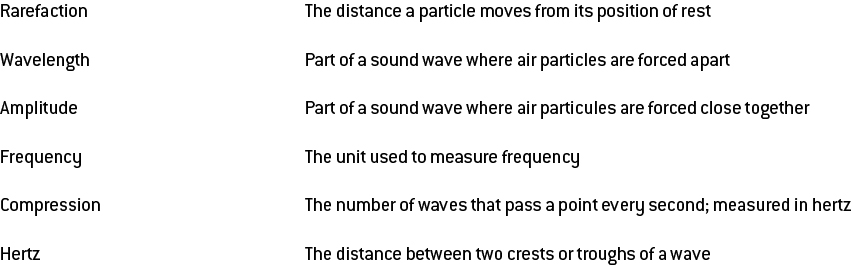 Rarefaction The distance a particle moves from its position of rest
Wavelength Part of a sound wave where air particles are forced apart
Amplitude Part of a sound wave where air particules are forced close together
Frequency The unit used to measure frequency
Compression The number of waves that pass a point every second; measured in hertz
Hertz The distance between two crests or troughs of a wave